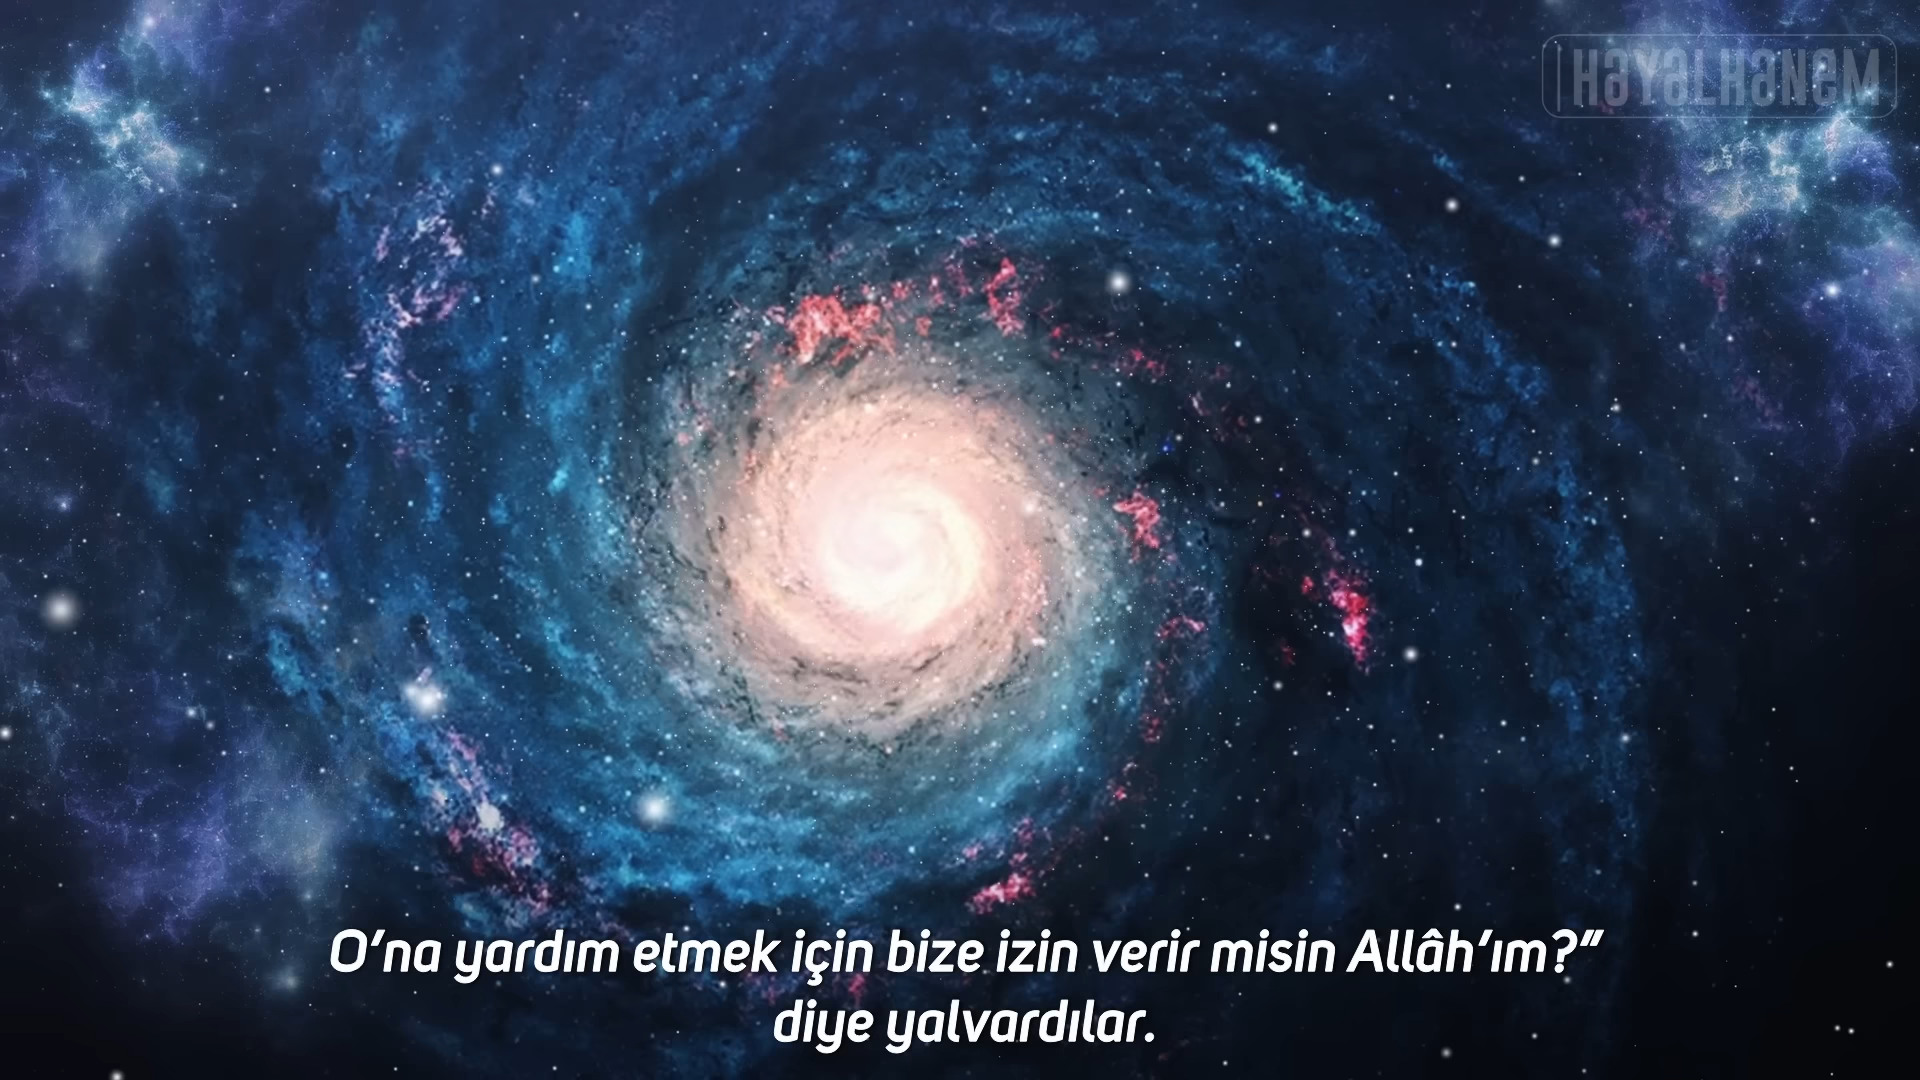 HAYALHANEM
O’na yardım etmek için bize izin verir misin Allâh’ım?”
diye yalvardılar.